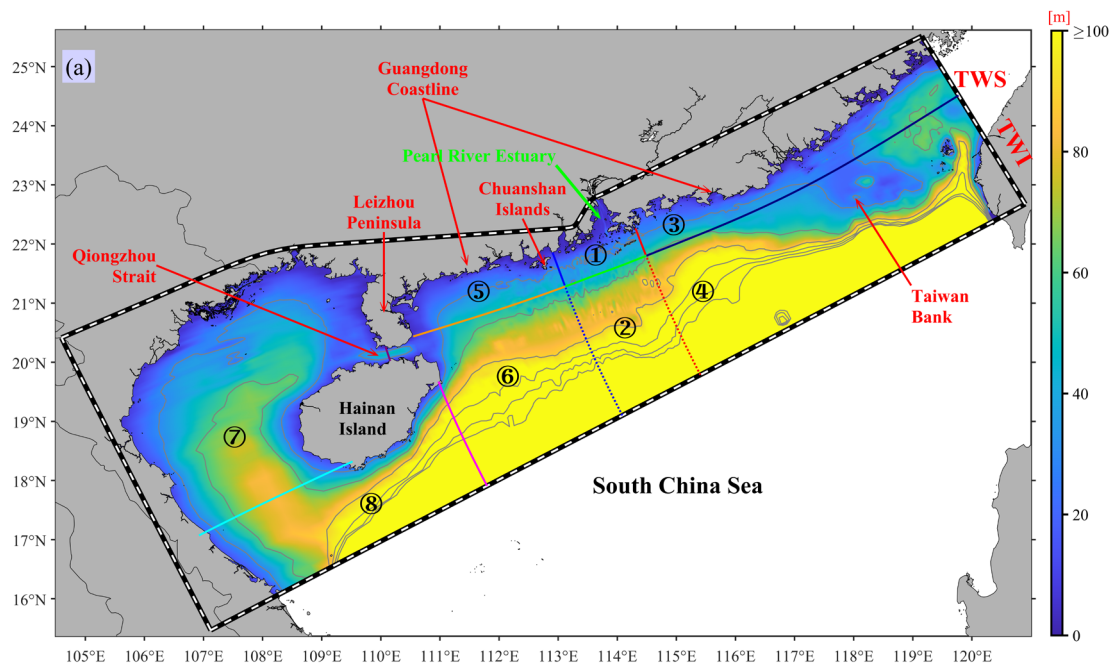 [m]
(a)
≥100
80
60
40
20
0
25°N
24°N
23°N
22°N
21°N
20°N
19°N
18°N
17°N
16°N
Guangdong
Coastline
TWS
TWI
Pearl River Estuary
Chuanshan
Islands
Leizhou
Peninsula
Qiongzhou
Strait
③
①
⑤
④
②
⑥
Taiwan
Bank
Hainan
Island
⑦
⑧
South China Sea
105°E
106°E
107°E
108°E
109°E
110°E
111°E
112°E
113°E
114°E
115°E
116°E
117°E
118°E
119°E
120°E